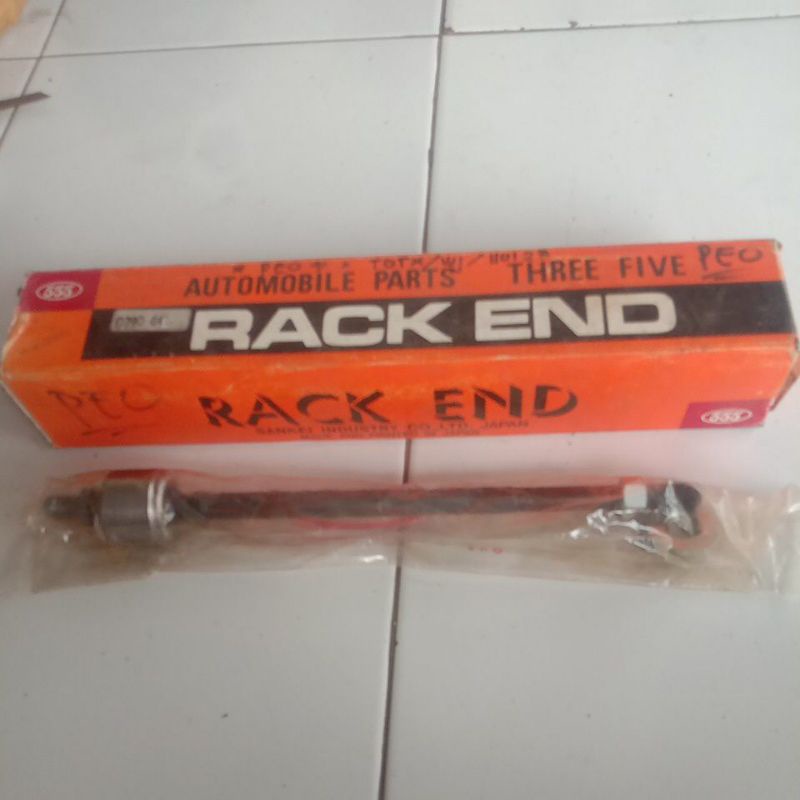 555
AUTOMOBILE PARTS THREE FIVE PEO
RACK END
PEO
RACK END
SANKEI INDUSTRY CO., LTD. JAPAN
555